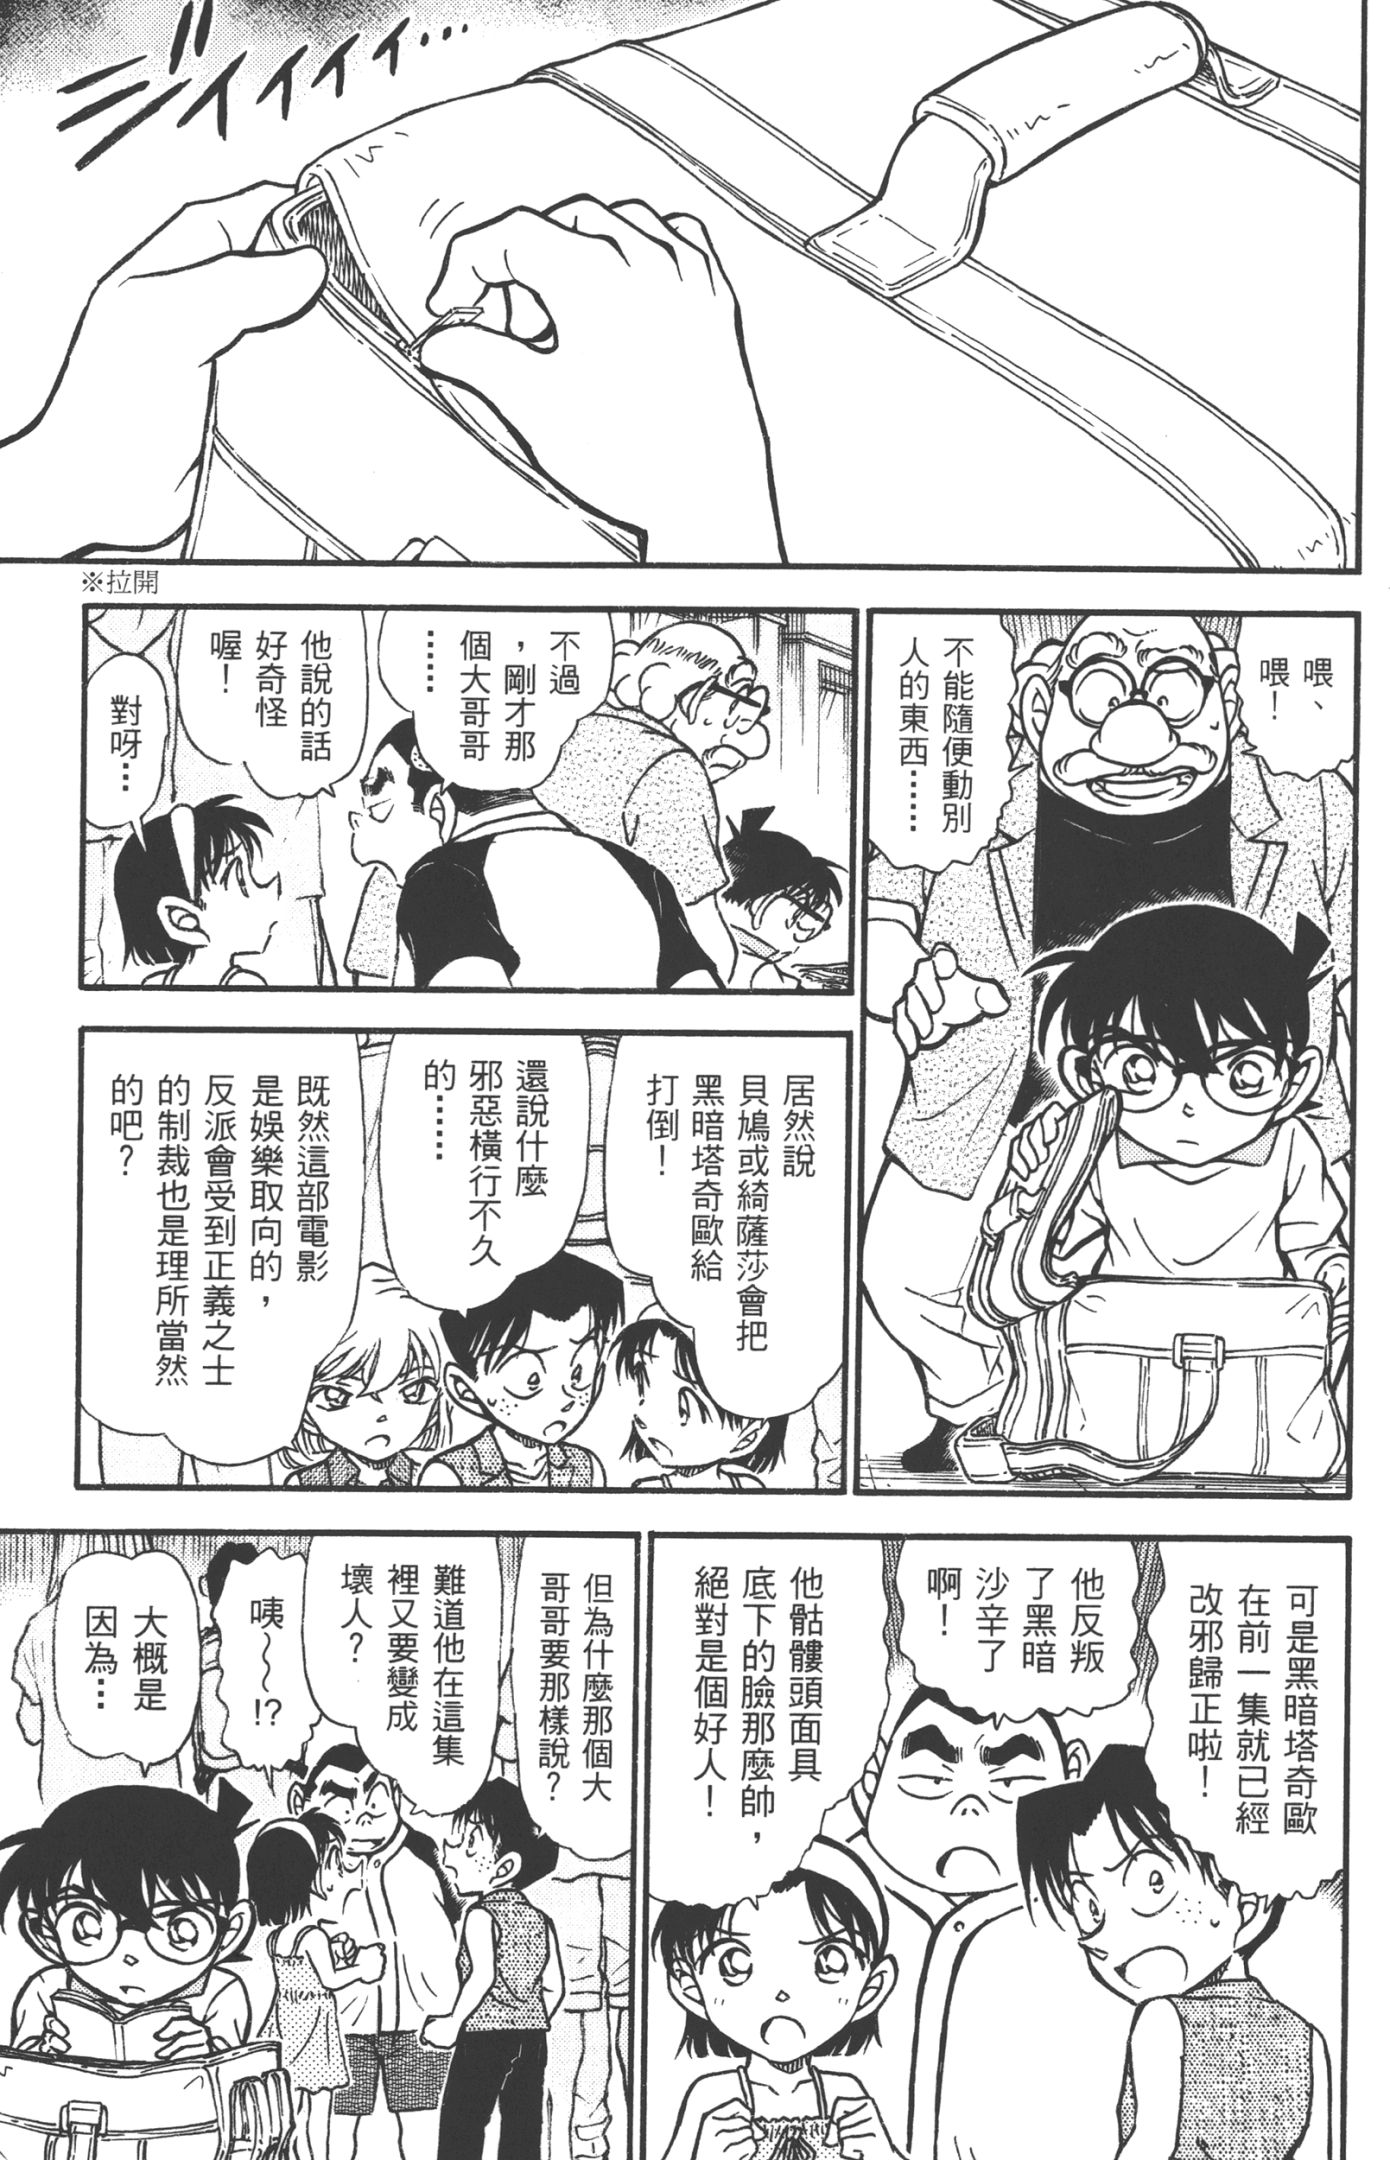 ジイイイイ…
※拉開
喂、
喂！
不能隨便動別
人的東西……
不過
，剛才那
個大哥哥
……
他說的話
好奇怪
喔！
對呀…
居然說
貝鳩或綺薩莎會把
黑暗塔奇歐給
打倒！
還說什麼
邪惡橫行不久
的……
既然這部電影
是娛樂取向的，
反派會受到正義之士
的制裁也是理所當然
的吧？
可是黑暗塔奇歐
在前一集就已經
改邪歸正啦！
他反叛
了黑暗
沙辛了
啊！
他骷髏頭面具
底下的臉那麼帥，
絕對是個好人！
但為什麼那個大
哥哥要那樣說？
難道他在這集
裡又要變成
壞人？
咦～～!?
大概是
因為…